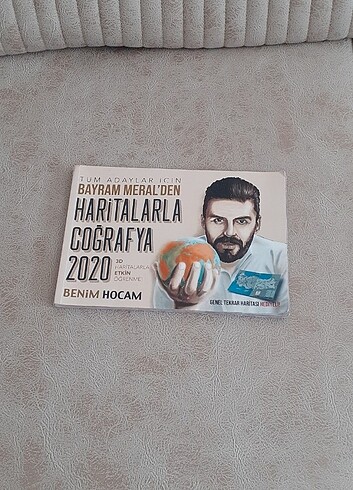 TÜM ADAYLAR İÇİN
BAYRAM MERAL'DEN
HARİTALARLA
COĞRAFYA
2020
3D
HARİTALARLA
ETKİN
ÖĞRENME
BENİM HOCAM
GENEL TEKRAR HARİTASI HEDİYELİ